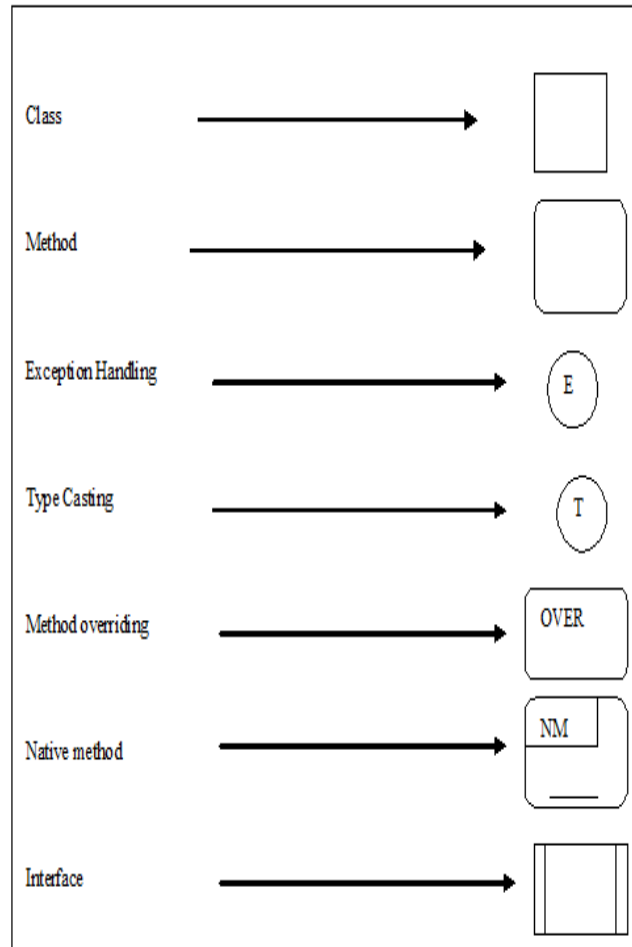 Class
Method
Exception Handling
E
Type Casting
T
Method overriding
OVER
Native method
NM
Interface